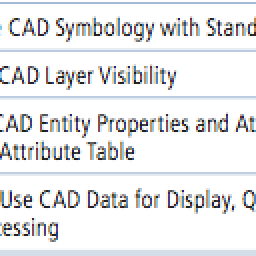 CAD Symbology with Stand
CAD Layer Visibility
CAD Entity Properties and At
Attribute Table
Use CAD Data for Display, Q
essing